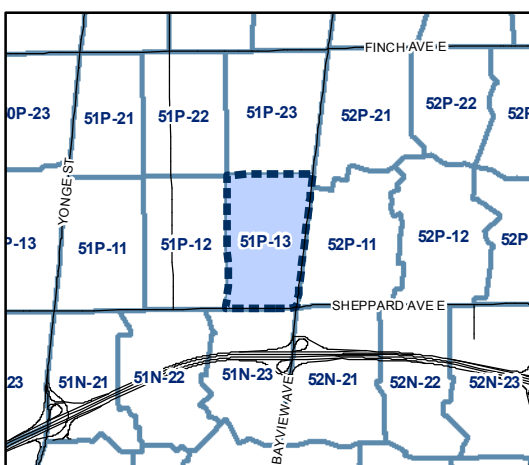 FINCH AVE E
0P-23
51P-21
51P-22
51P-23
52P-21
52P-22
52P
YONGE ST
P-13
51P-11
51P-12
51P-13
52P-11
52P-12
52P
SHEPPARD AVE E
23
51N-21
51N-22
51N-23
52N-21
52N-22
52N-23
BAYVIEW AVE